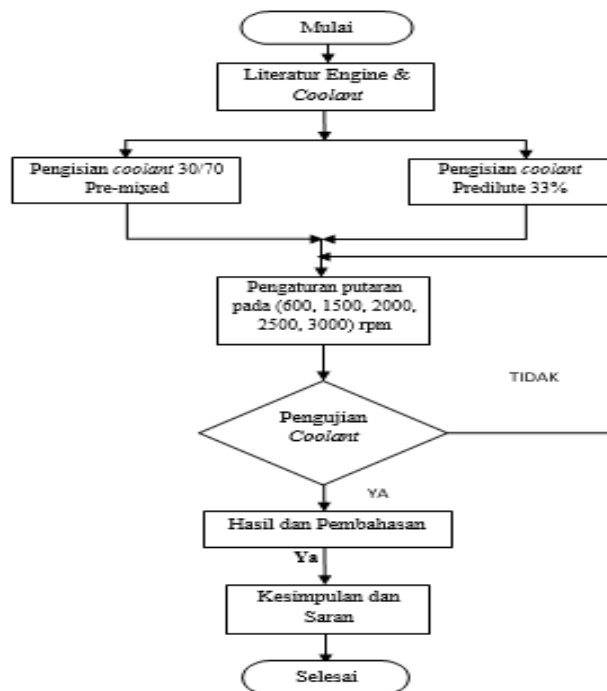 Mulai
Literatur Engine &
Coolant
Pengisian coolant 30/70
Pre-mixed
Pengisian coolant
Predilute 33%
Pengaturan putaran
pada (600, 1500, 2000,
2500, 3000) rpm
TIDAK
Pengujian
Coolant
YA
Hasil dan Pembahasan
Ya
Kesimpulan dan
Saran
Selesai